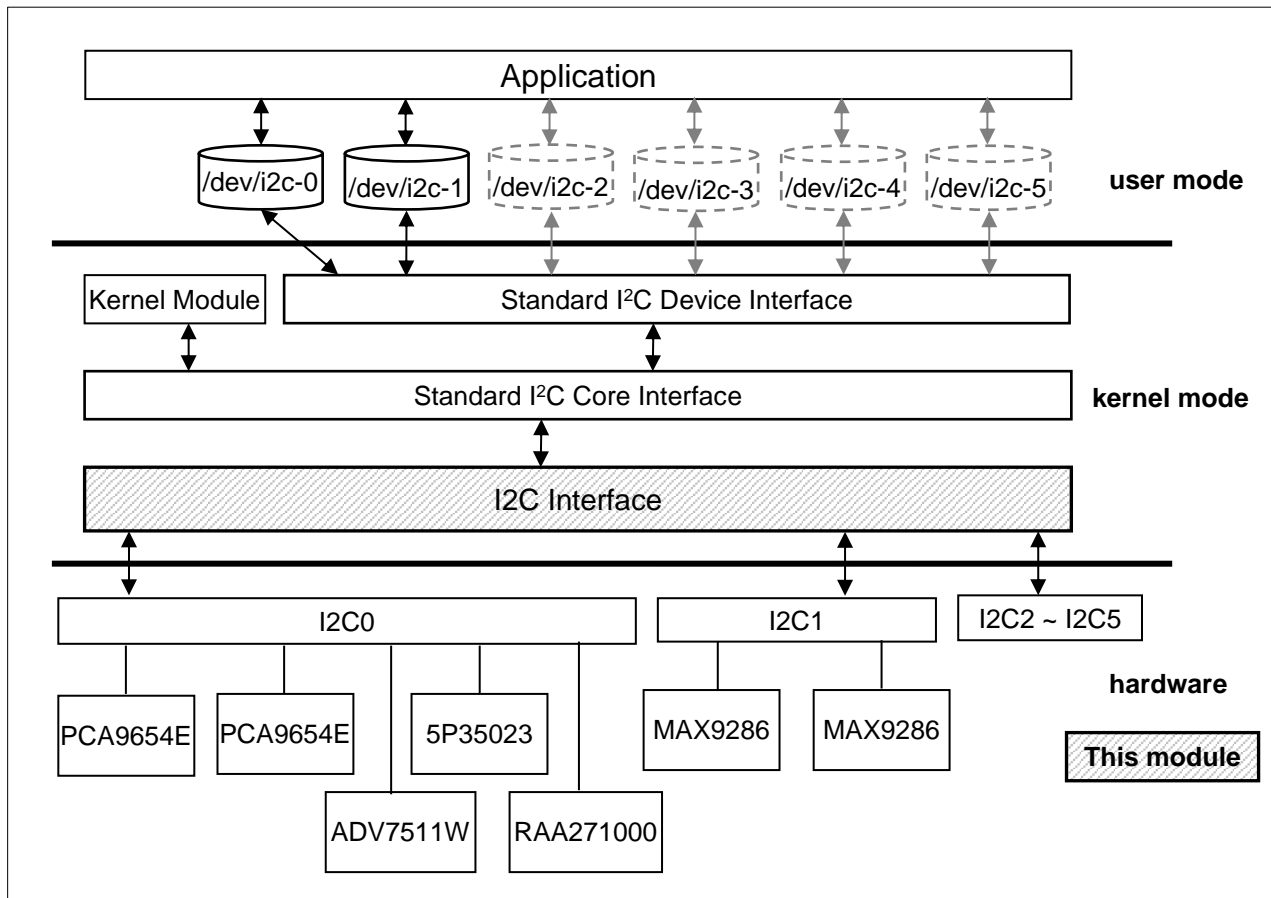 Application
/dev/i2c-0
/dev/i2c-1
/dev/i2c-2
/dev/i2c-3
/dev/i2c-4
/dev/i2c-5
user mode
Kernel Module
Standard I²C Device Interface
Standard I²C Core Interface
kernel mode
I2C Interface
I2C0
I2C1
I2C2 ~ I2C5
hardware
PCA9654E
PCA9654E
5P35023
MAX9286
MAX9286
This module
ADV7511W
RAA271000